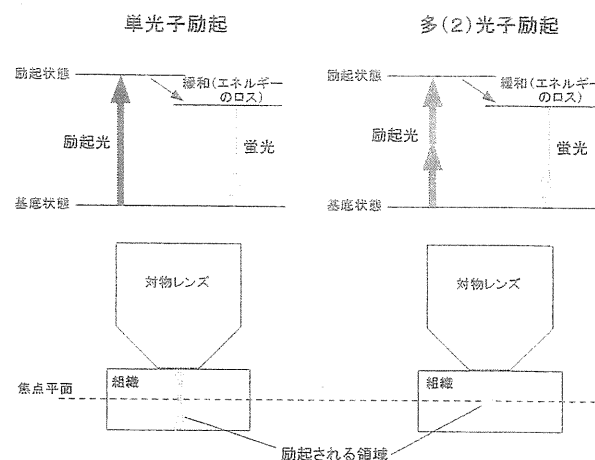 単光子励起
多(2)光子励起
励起状態
緩和(エネルギー
のロス)
励起光
蛍光
基底状態
励起状態
緩和(エネルギー
のロス)
励起光
蛍光
基底状態
対物レンズ
対物レンズ
組織
組織
焦点平面
励起される領域